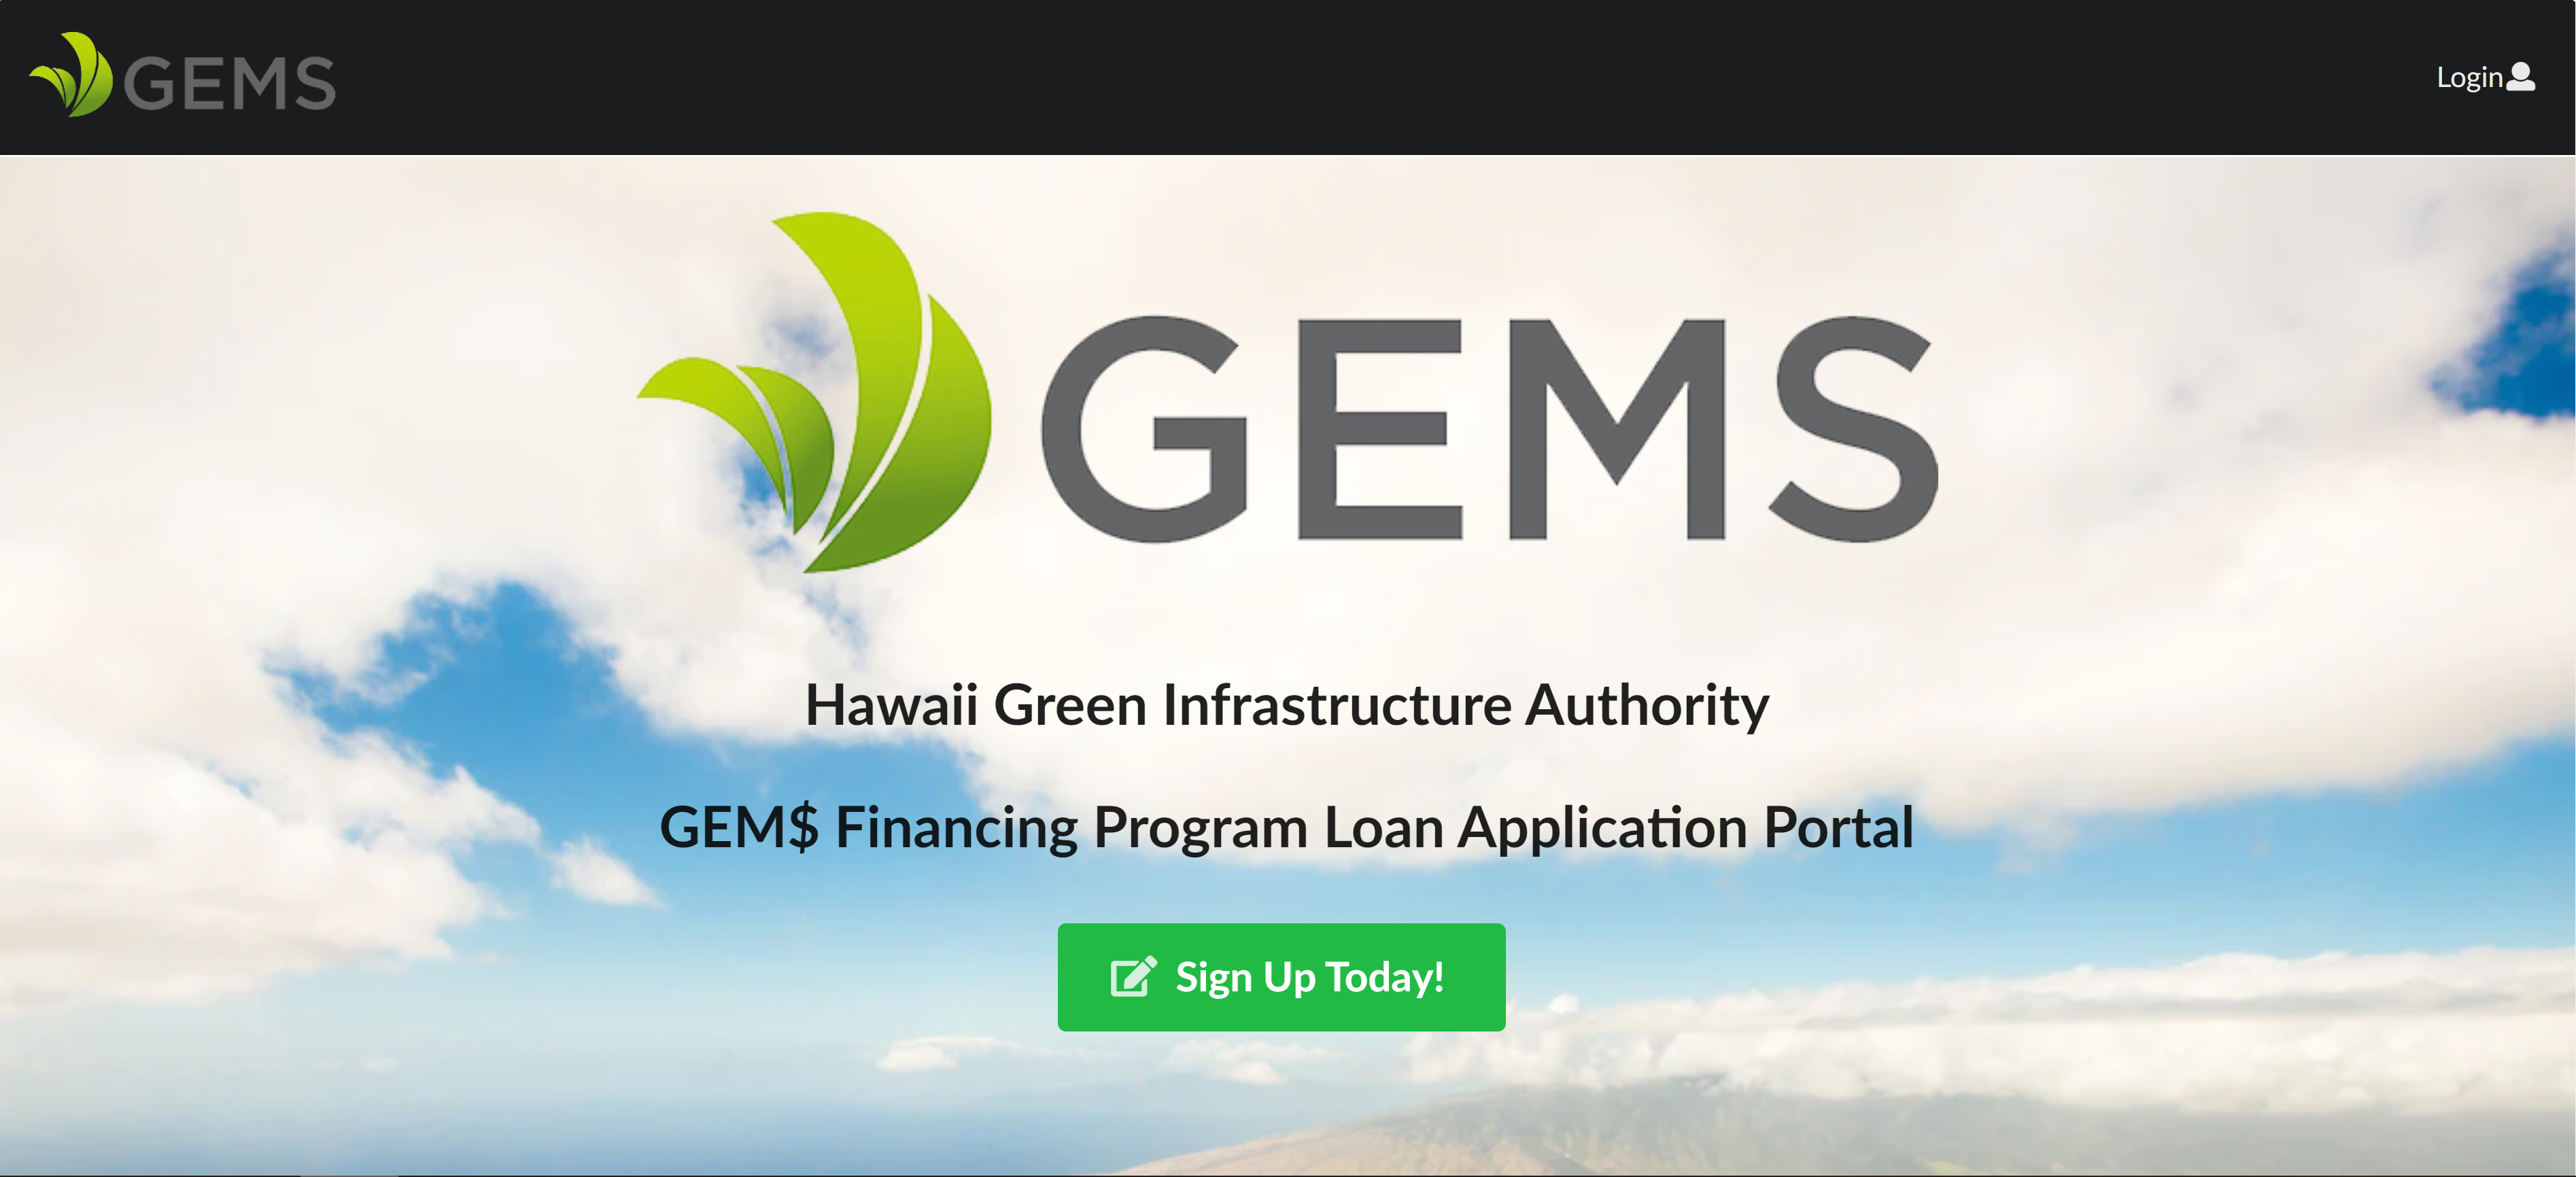 GEMS
Login
GEMS
Hawaii Green Infrastructure Authority
GEM$ Financing Program Loan Application Portal
Sign Up Today!